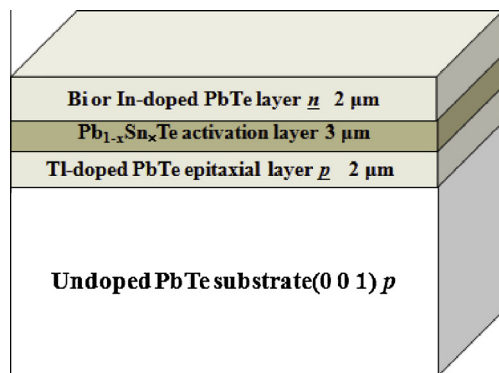 Bi or In-doped PbTe layer n 2 μm
Pb1-xSnxTe activation layer 3 μm
Tl-doped PbTe epitaxial layer p 2 μm
Undoped PbTe substrate(0 0 1) p